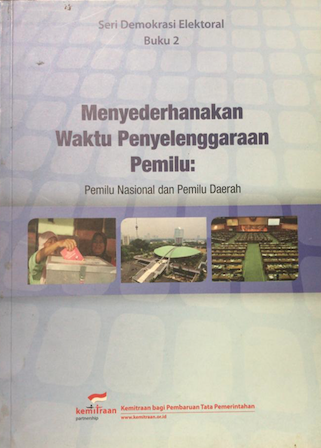 Seri Demokrasi Elektoral
Buku 2
Menyederhanakan
Waktu Penyelenggaraan
Pemilu:
Pemilu Nasional dan Pemilu Daerah
kemitraan
partnership
Kemitraan bagi Pembaruan Tata Pemerintahan
www.kemitraan.or.id